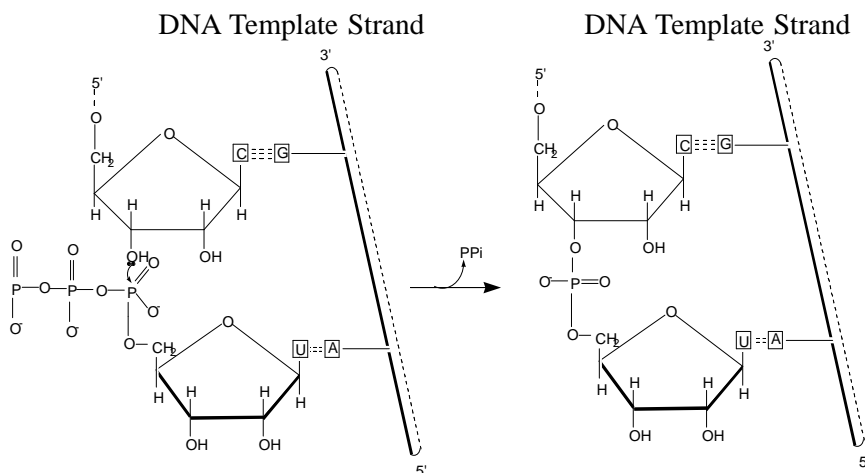 DNA Template Strand DNA Template Strand
3' 3'
5' 5'
O O
O O
CH2 C G CH2 C G
H H H H H H H H
OH OH O OH
O O O PPi
P O P O P O- O- P O
O- O- O O
O CH2 O CH2 O
U A U A
H H H H H H H H
OH OH OH OH
5' 5'